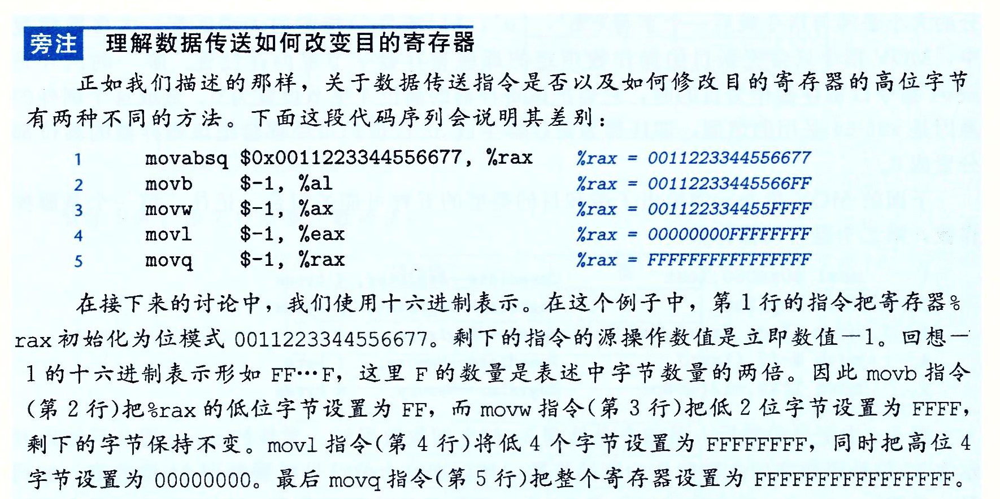 旁注 理解数据传送如何改变目的寄存器
正如我们描述的那样，关于数据传送指令是否以及如何修改目的寄存器的高位字节
有两种不同的方法。下面这段代码序列会说明其差别：
1 movabsq $0x0011223344556677, %rax %rax = 0011223344556677
2 movb $-1, %al %rax = 00112233445566FF
3 movw $-1, %ax %rax = 001122334455FFFF
4 movl $-1, %eax %rax = 00000000FFFFFFFF
5 movq $-1, %rax %rax = FFFFFFFFFFFFFFFF
在接下来的讨论中，我们使用十六进制表示。在这个例子中，第 1 行的指令把寄存器%
rax 初始化为位模式 0011223344556677。剩下的指令的源操作数值是立即数值－1。回想－
1 的十六进制表示形如 FF…F，这里 F 的数量是表述中字节数量的两倍。因此 movb 指令
(第 2 行)把%rax 的低位字节设置为 FF，而 movw 指令(第 3 行)把低 2 位字节设置为 FFFF，
剩下的字节保持不变。movl 指令(第 4 行)将低 4 个字节设置为 FFFFFFFF，同时把高位 4
字节设置为 00000000。最后 movq 指令(第 5 行)把整个寄存器设置为 FFFFFFFFFFFFFFFF。